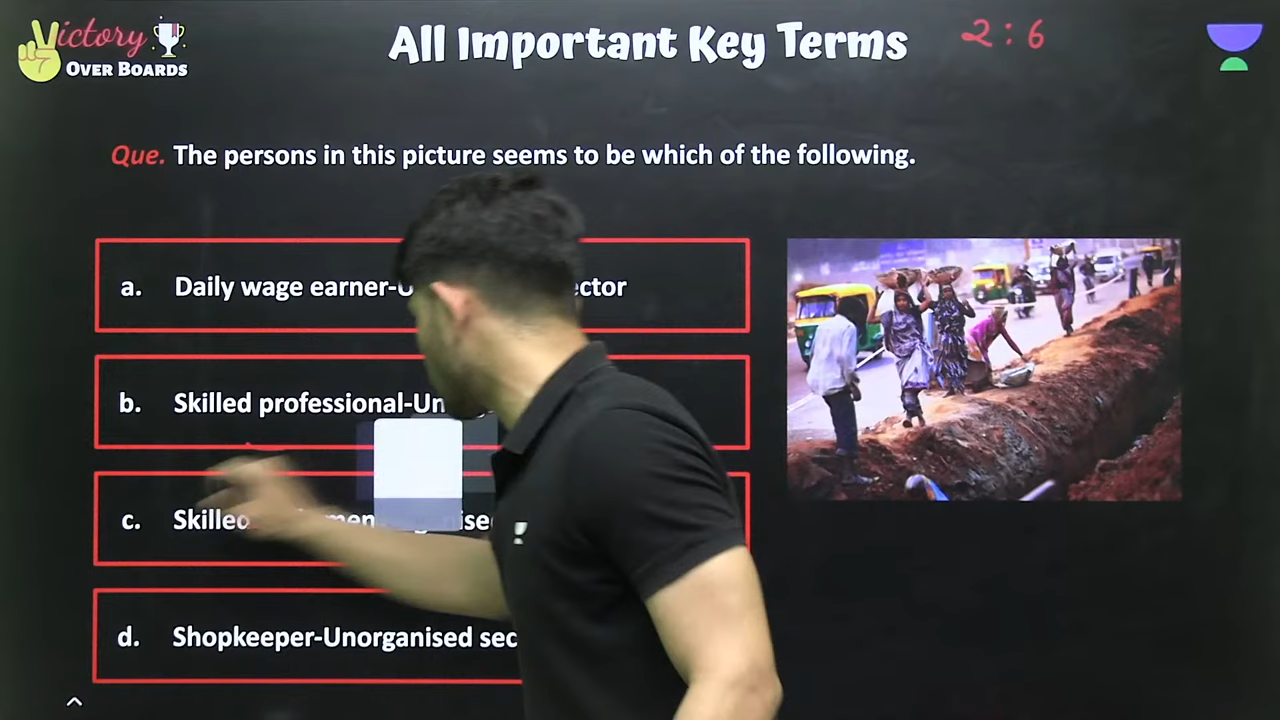 Victory
OVER BOARDS
All Important Key Terms
2:6
Que. The persons in this picture seems to be which of the following.
a. Daily wage earner- ector
b. Skilled professional-Un
c. Skilled
d. Shopkeeper-Unorganised sec